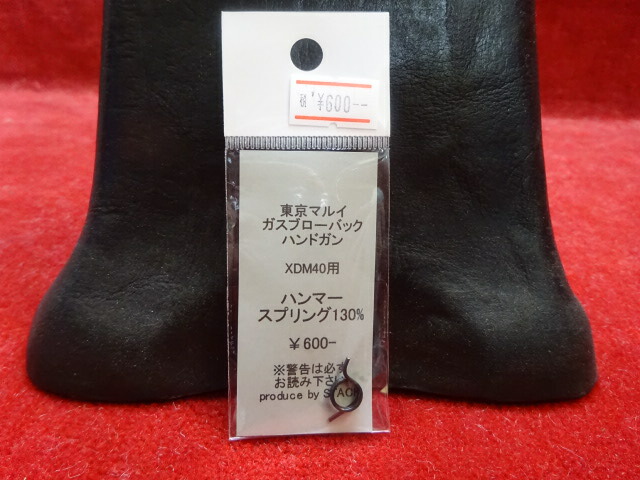 ¥600--
東京マルイ
ガスブローバック
ハンドガン
XDM40用
ハンマー
スプリング130%
￥600-
※警告は必ず
お読み下さい
produce by